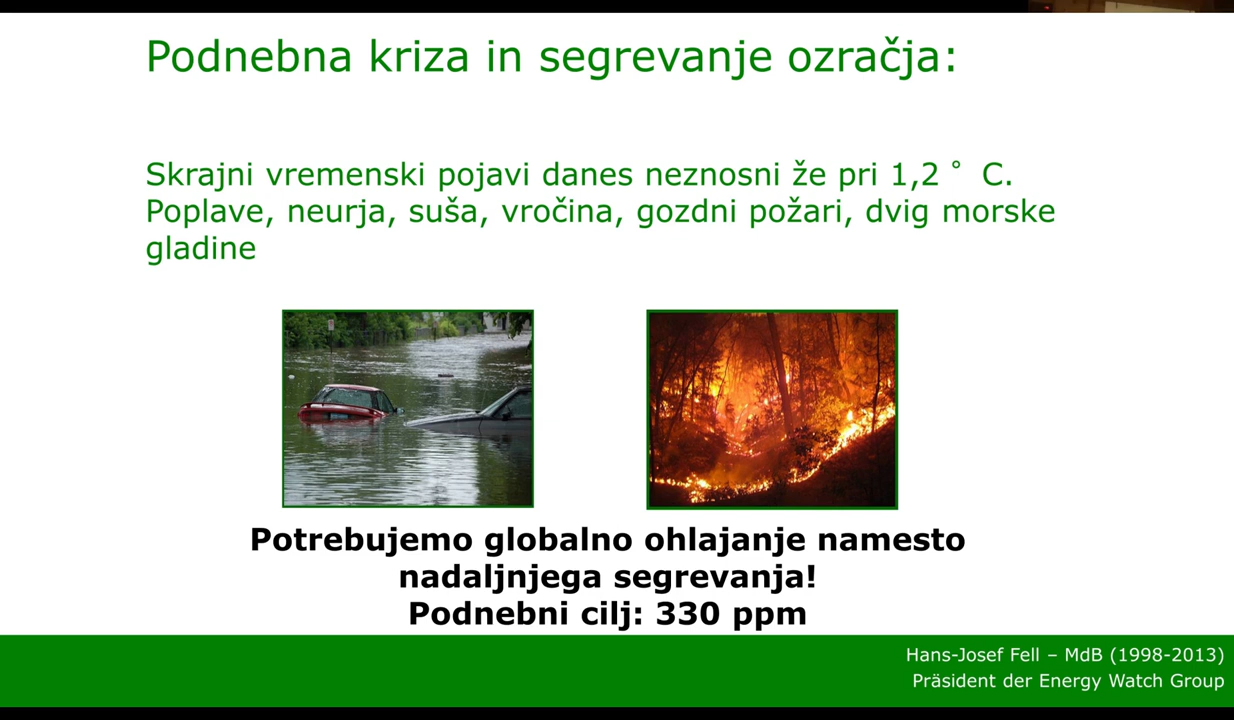 Podnebna kriza in segrevanje ozračja:
Skrajni vremenski pojavi danes neznosni že pri 1,2 ° C.
Poplave, neurja, suša, vročina, gozdni požari, dvig morske
gladine
Potrebujemo globalno ohlajanje namesto
nadaljnjega segrevanja!
Podnebni cilj: 330 ppm
Hans-Josef Fell – MdB (1998-2013)
Präsident der Energy Watch Group